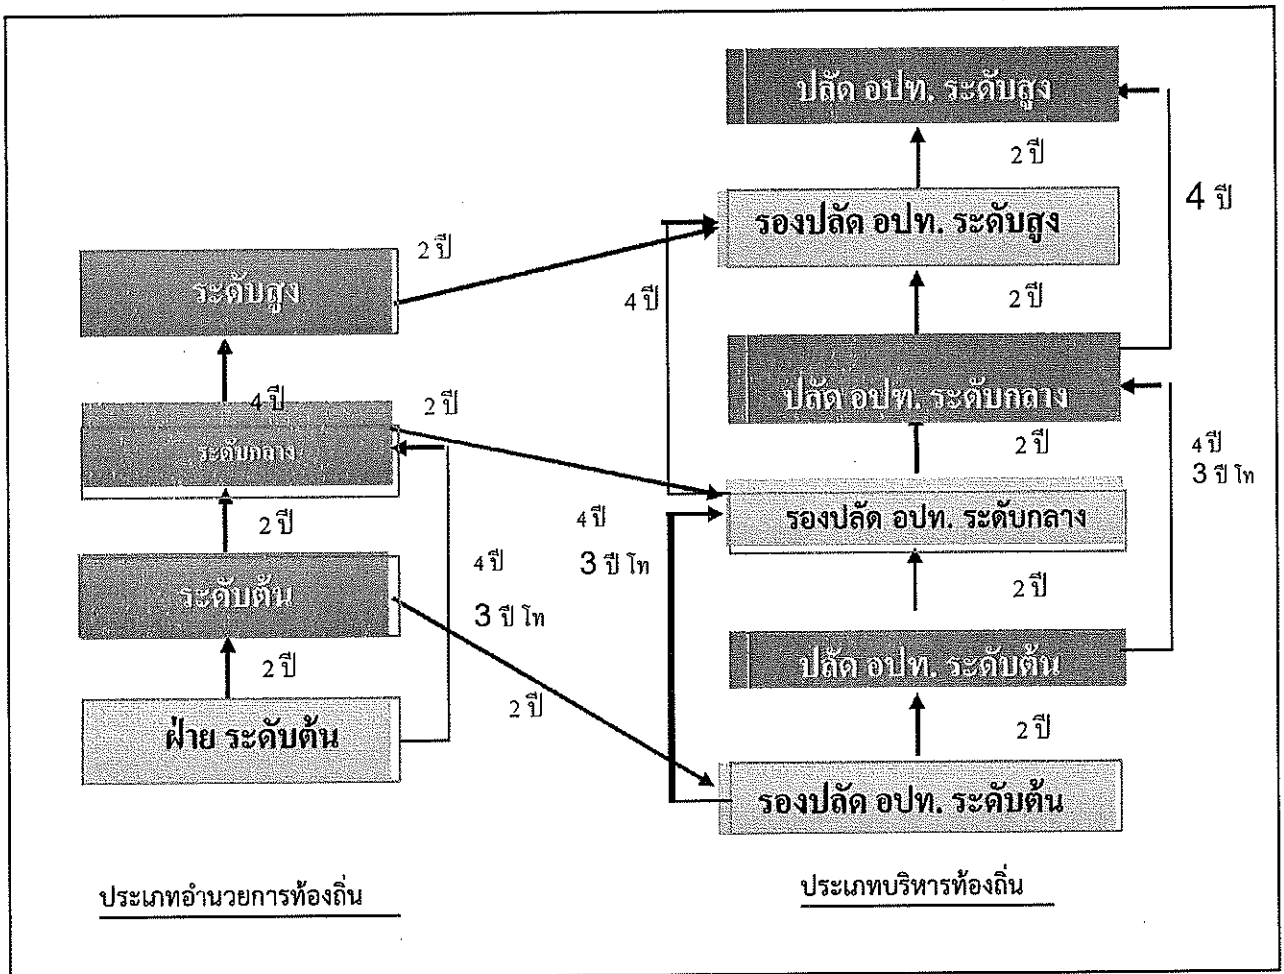 ปลัด อปท. ระดับสูง
2 ปี
4 ปี
รองปลัด อปท. ระดับสูง
2 ปี
ระดับสูง
4 ปี
2 ปี
ปลัด อปท. ระดับกลาง
4 ปี
2 ปี
ระดับกลาง
2 ปี
4 ปี
3 ปี โท
รองปลัด อปท. ระดับกลาง
2 ปี
4 ปี
3 ปี โท
ระดับต้น
4 ปี
3 ปี โท
2 ปี
ปลัด อปท. ระดับต้น
2 ปี
2 ปี
2 ปี
ฝ่าย ระดับต้น
รองปลัด อปท. ระดับต้น
ประเภทอำนวยการท้องถิ่น
ประเภทบริหารท้องถิ่น